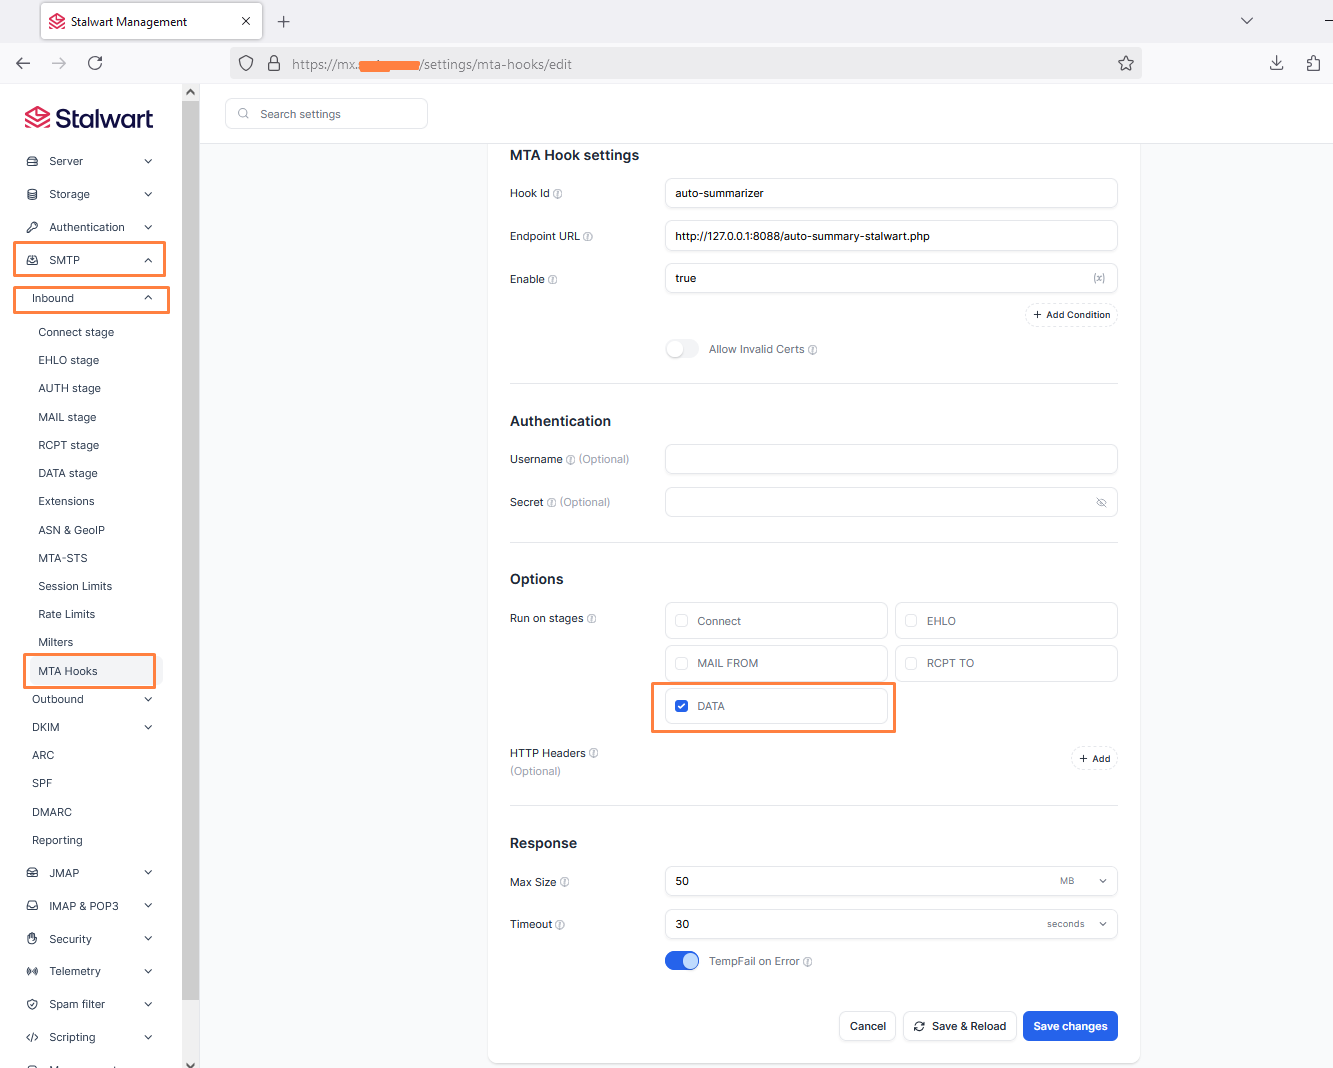 Stalwart Management
https://mx.
/settings/mta-hooks/edit
Stalwart
Search settings
Server
Storage
Authentication
SMTP
Inbound
Connect stage
EHLO stage
AUTH stage
MAIL stage
RCPT stage
DATA stage
Extensions
ASN & GeoIP
MTA-STS
Session Limits
Rate Limits
Milters
MTA Hooks
Outbound
DKIM
ARC
SPF
DMARC
Reporting
JMAP
IMAP & POP3
Security
Telemetry
Spam filter
Scripting
MTA Hook settings
Hook Id
auto-summarizer
Endpoint URL
http://127.0.0.1:8088/auto-summary-stalwart.php
Enable
true
(x)
+ Add Condition
Allow Invalid Certs
Authentication
Username (Optional)
Secret (Optional)
Options
Run on stages
Connect
EHLO
MAIL FROM
RCPT TO
DATA
HTTP Headers
(Optional)
+ Add
Response
Max Size
50
MB
Timeout
30
seconds
TempFail on Error
Cancel
Save & Reload
Save changes